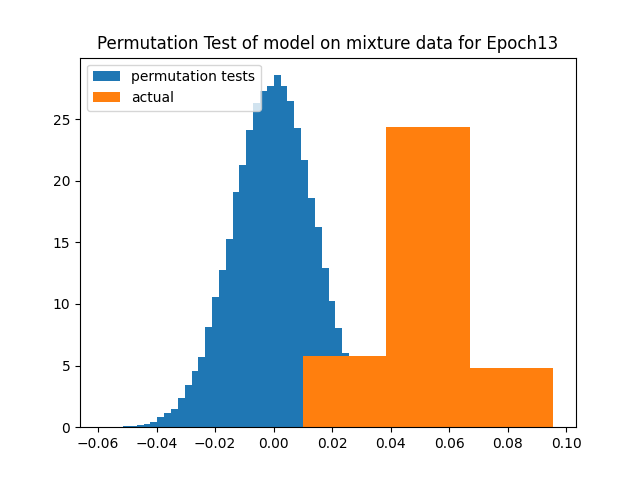 Permutation Test of model on mixture data for Epoch13
permutation tests
actual
25
20
15
10
5
0
−0.06 −0.04 −0.02 0.00 0.02 0.04 0.06 0.08 0.10